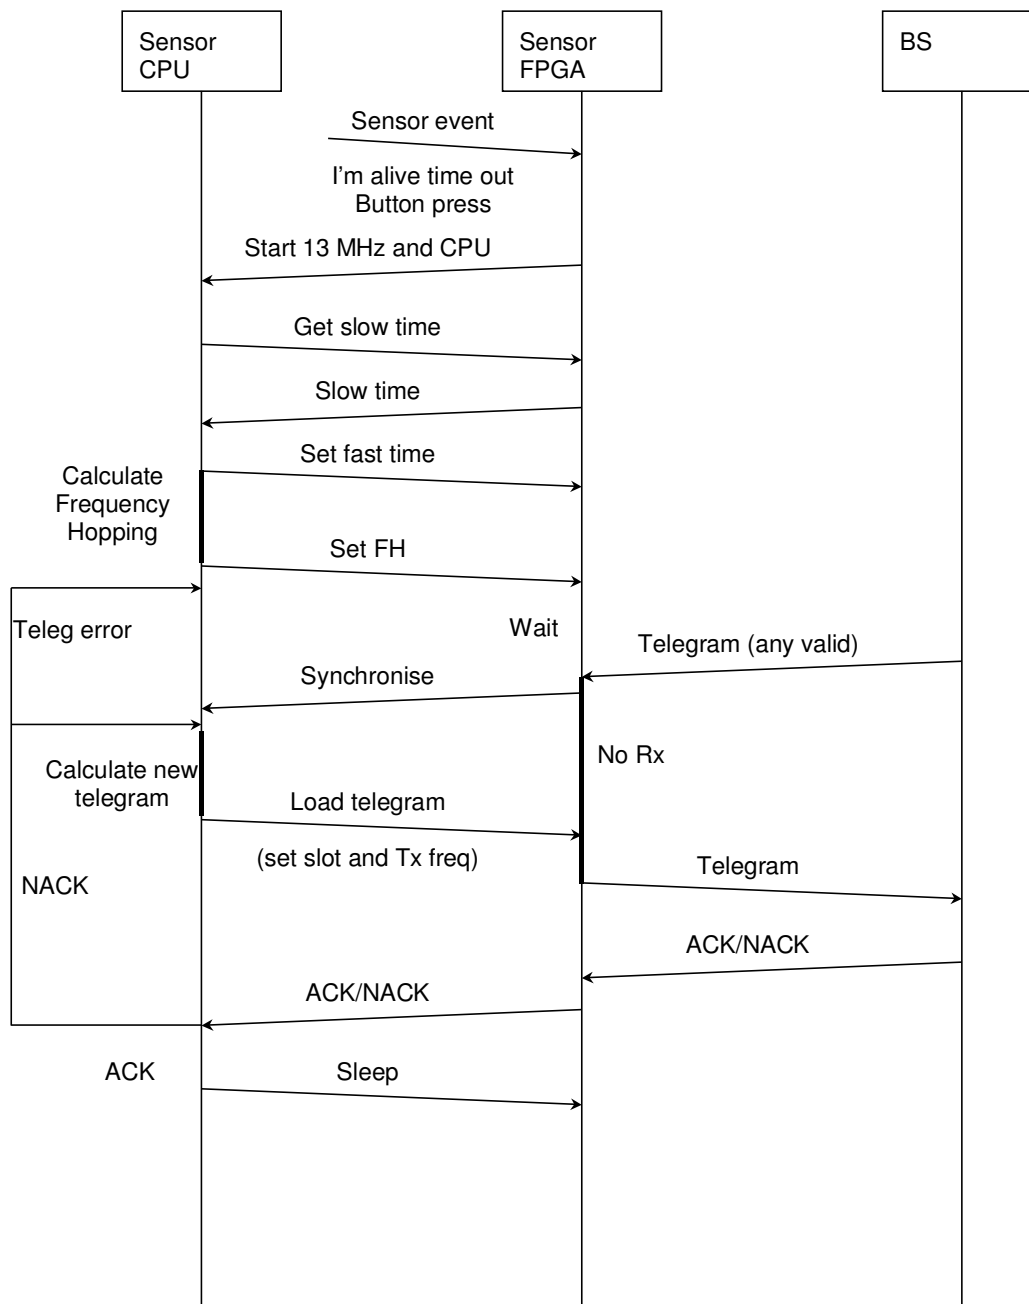 Sensor
CPU
Sensor
FPGA
BS
Sensor event
I'm alive time out
Button press
Start 13 MHz and CPU
Get slow time
Slow time
Set fast time
Calculate
Frequency
Hopping
Set FH
Teleg error
Wait
Telegram (any valid)
Synchronise
No Rx
Calculate new
telegram
Load telegram
(set slot and Tx freq)
Telegram
NACK
ACK/NACK
ACK/NACK
ACK
Sleep